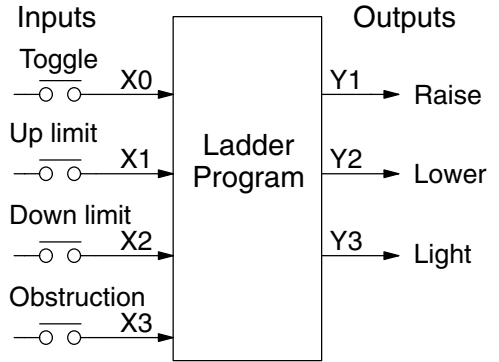 Inputs
Outputs
Toggle
X0
Up limit
X1
Down limit
X2
Obstruction
X3
Ladder
Program
Y1
Raise
Y2
Lower
Y3
Light